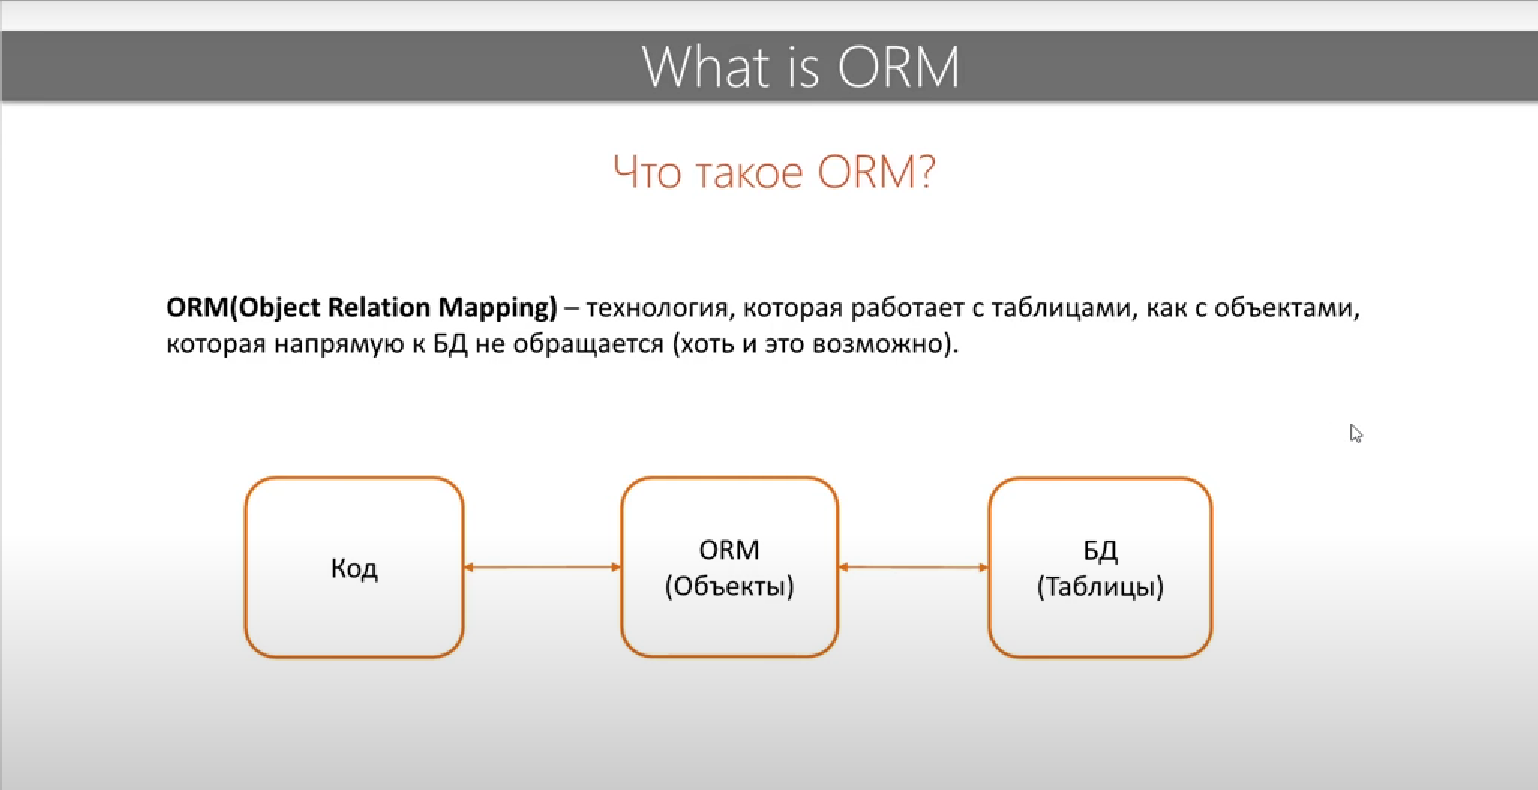 What is ORM
Что такое ORM?
ORM(Object Relation Mapping) – технология, которая работает с таблицами, как с объектами,
которая напрямую к БД не обращается (хоть и это возможно).
Код
ORM
(Объекты)
БД
(Таблицы)